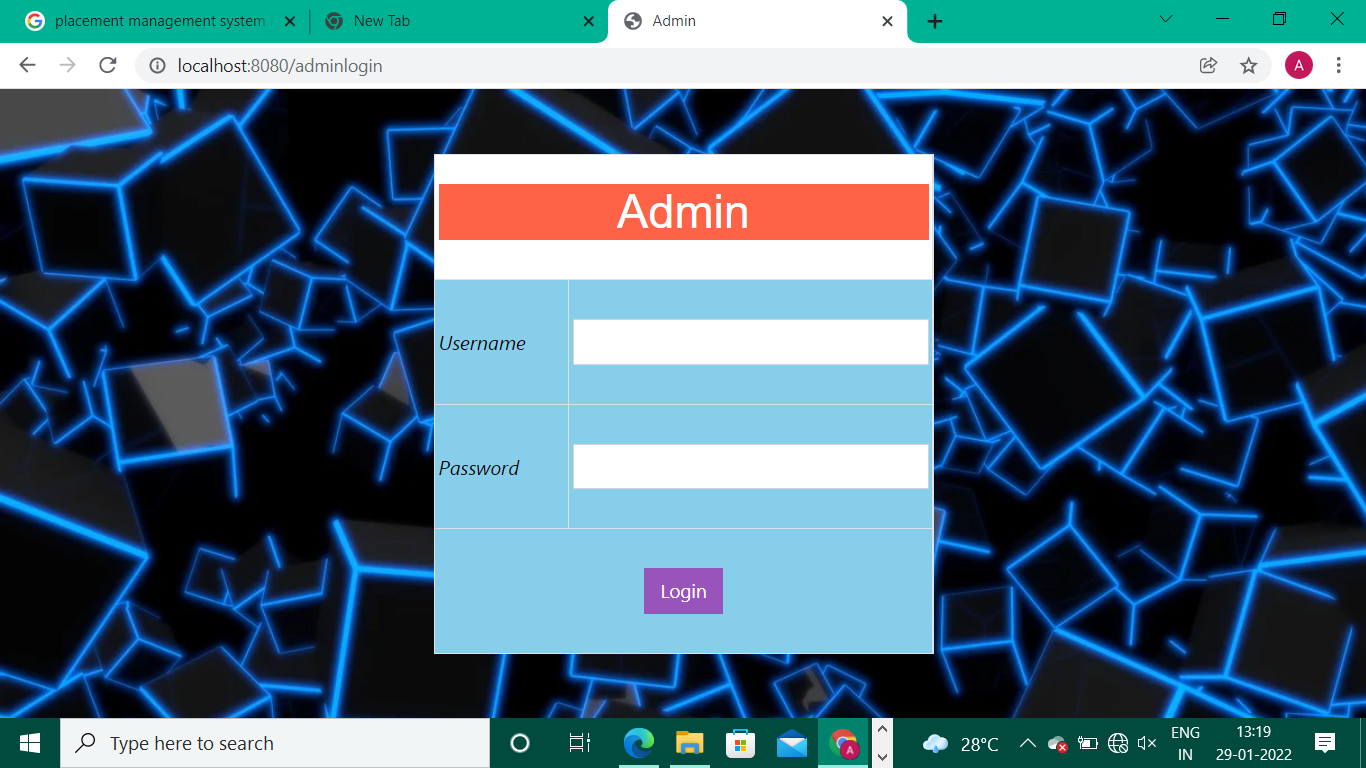 placement management system
New Tab
Admin
localhost:8080/adminlogin
A
Admin
Username
Password
Login
Type here to search
A
28°C
ENG
IN
13:19
29-01-2022